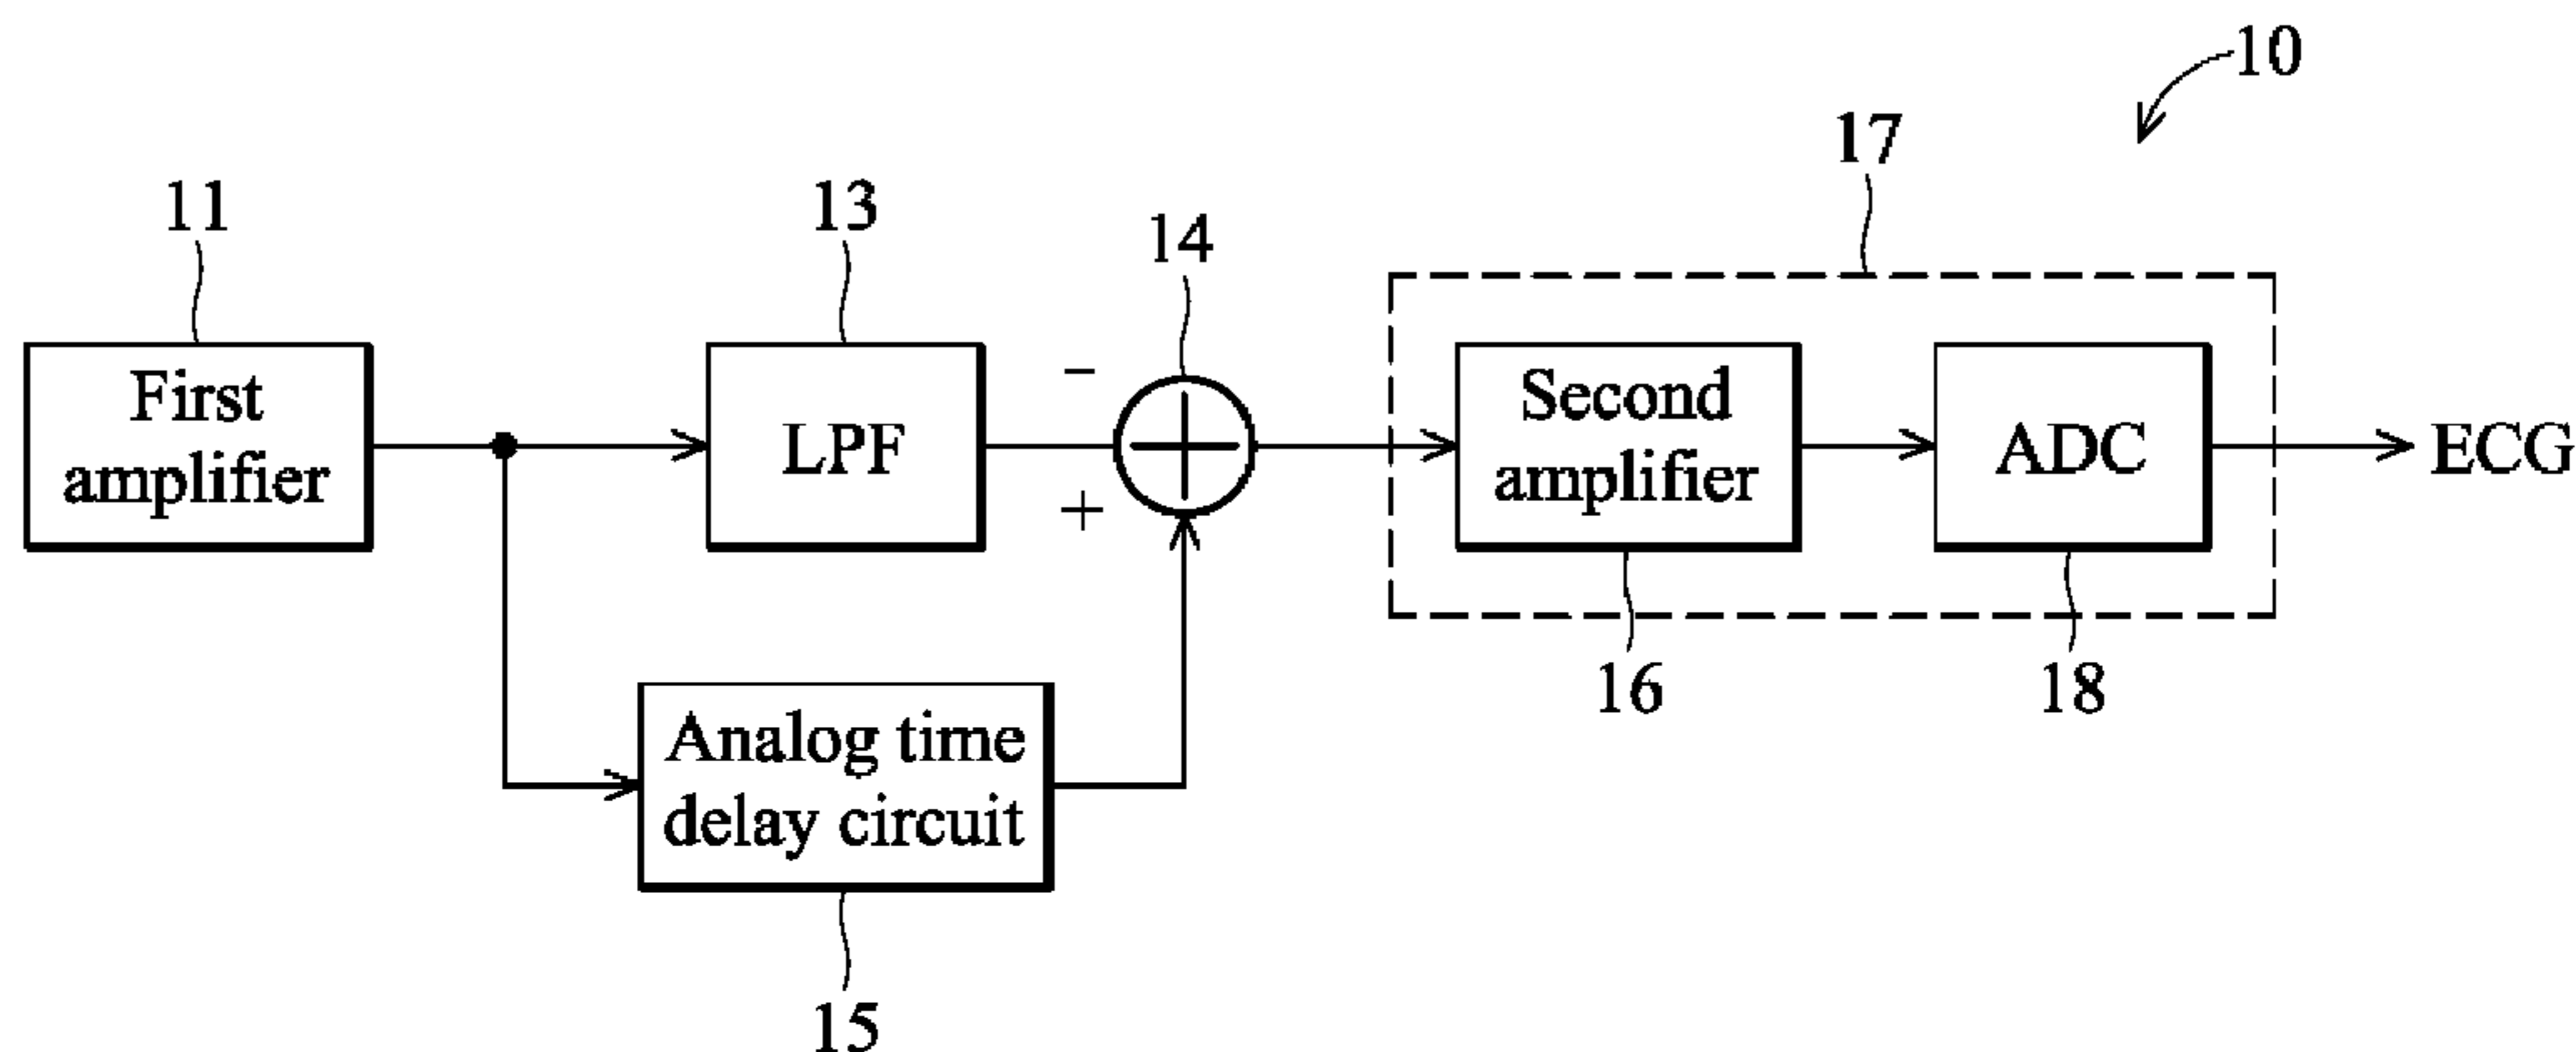 10
17
11
13
14
First
amplifier
LPF
−
+
Second
amplifier
ADC
ECG
16
18
Analog time
delay circuit
15